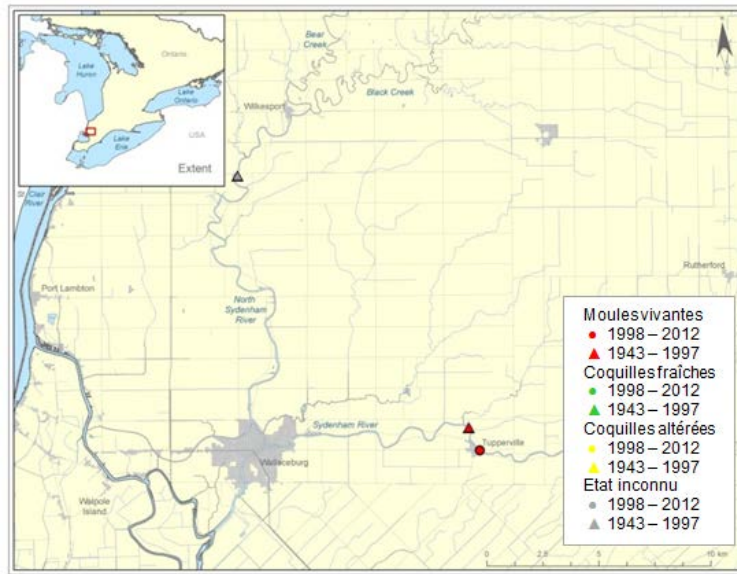 Ontario
Lake
Huron
Lake
Ontario
USA
Lake
Erie
Extent
Bear
Creek
Black Creek
Wilkesport
St. Clair
River
Port Lambton
Rutherford
North
Sydenham
River
Sydenham River
Tupperville
Wallaceburg
Walpole
Island
Moules vivantes
1998 – 2012
1943 – 1997
Coquilles fraîches
1998 – 2012
1943 – 1997
Coquilles altérées
1998 – 2012
1943 – 1997
Etat inconnu
1998 – 2012
1943 – 1997
0 2,5 5 10 km